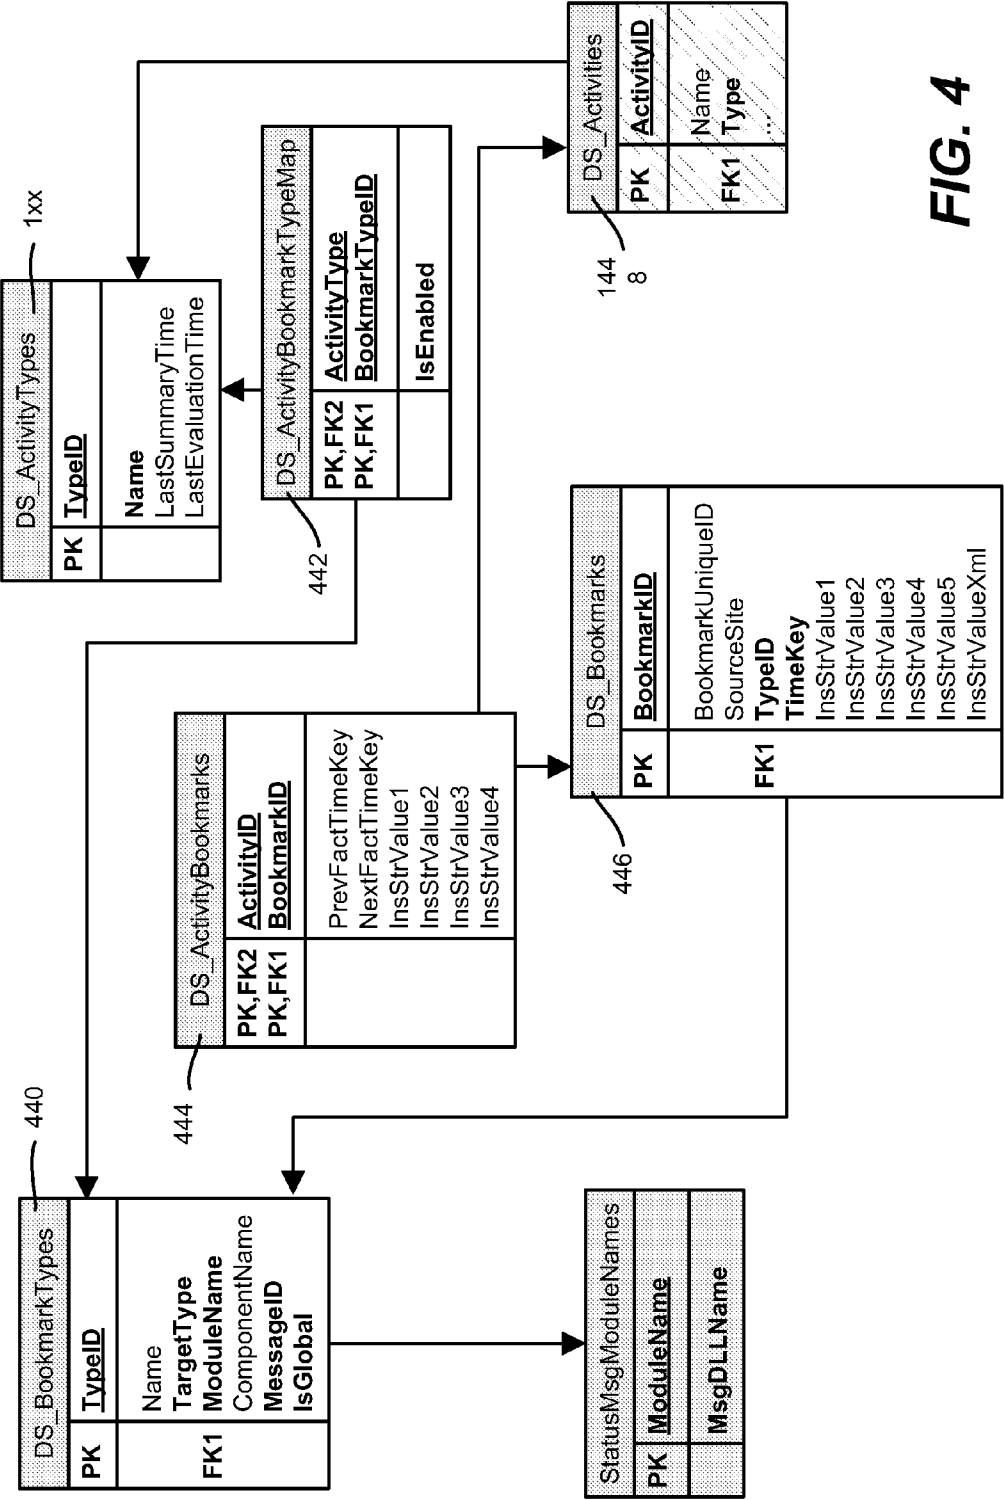 DS_BookmarkTypes
440
PK
TypeID
Name
TargetType
FK1
ModuleName
ComponentName
MessageID
IsGlobal
StatusMsgModuleNames
PK
ModuleName
MsgDLLName
DS_ActivityBookmarks
444
PK,FK2
ActivityID
PK,FK1
BookmarkID
PrevFactTimeKey
NextFactTimeKey
InsStrValue1
InsStrValue2
InsStrValue3
InsStrValue4
DS_Bookmarks
446
PK
BookmarkID
BookmarkUniqueID
SourceSite
FK1
TypeID
TimeKey
InsStrValue1
InsStrValue2
InsStrValue3
InsStrValue4
InsStrValue5
InsStrValueXml
DS_ActivityTypes
1xx
PK
TypeID
Name
LastSummaryTime
LastEvaluationTime
DS_ActivityBookmarkTypeMap
442
PK,FK2
ActivityType
PK,FK1
BookmarkTypeID
IsEnabled
DS_Activities
144
8
PK
ActivityID
Name
FK1
Type
...
FIG. 4